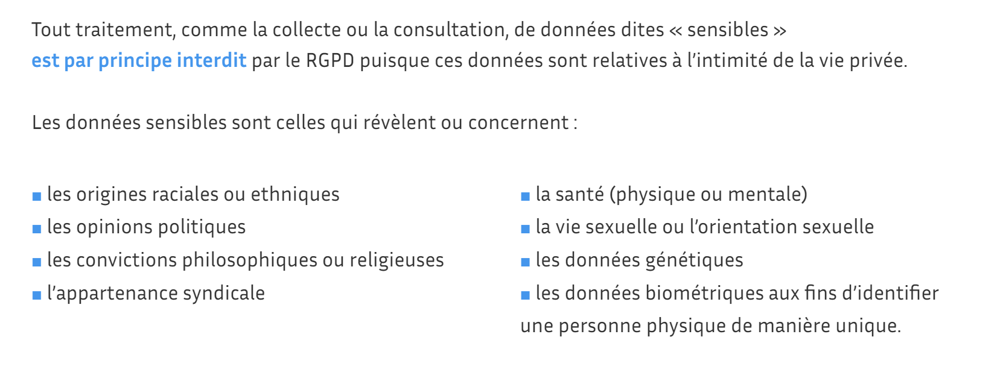 Tout traitement, comme la collecte ou la consultation, de données dites « sensibles »
est par principe interdit par le RGPD puisque ces données sont relatives à l’intimité de la vie privée.
Les données sensibles sont celles qui révèlent ou concernent :
■ les origines raciales ou ethniques
■ les opinions politiques
■ les convictions philosophiques ou religieuses
■ l’appartenance syndicale
■ la santé (physique ou mentale)
■ la vie sexuelle ou l’orientation sexuelle
■ les données génétiques
■ les données biométriques aux fins d’identifier
une personne physique de manière unique.